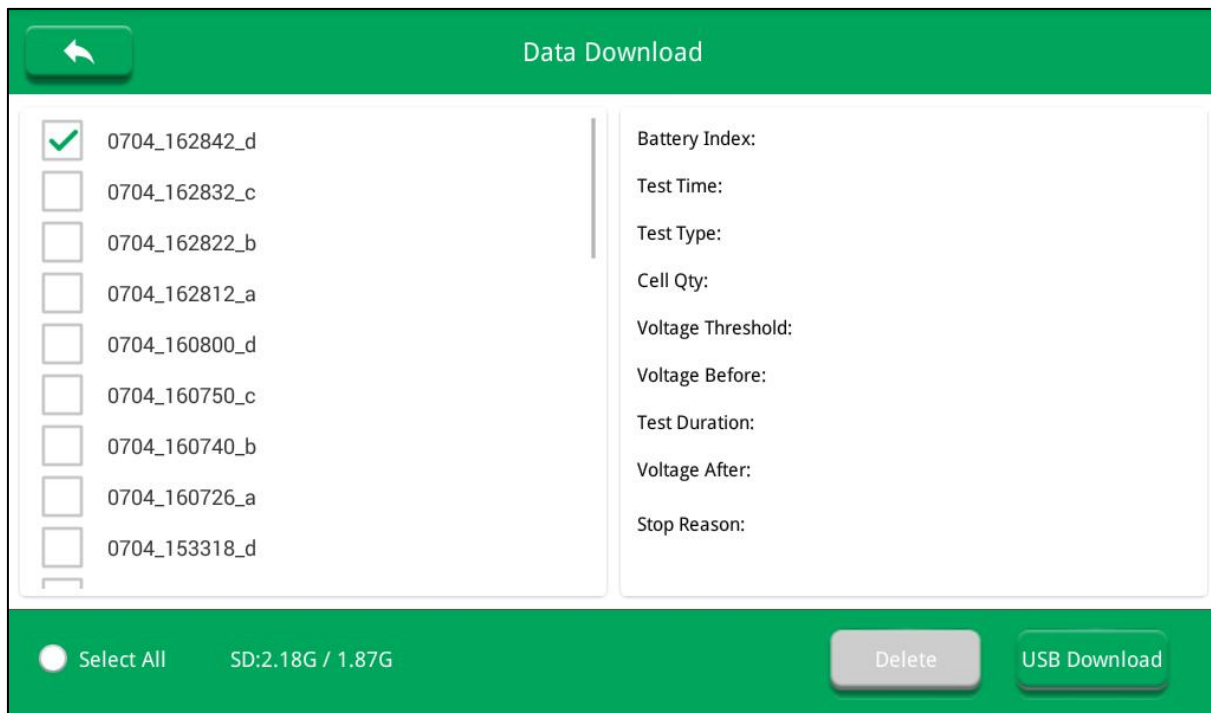 Data Download
0704_162842_d
0704_162832_c
0704_162822_b
0704_162812_a
0704_160800_d
0704_160750_c
0704_160740_b
0704_160726_a
0704_153318_d
Battery Index:
Test Time:
Test Type:
Cell Qty:
Voltage Threshold:
Voltage Before:
Test Duration:
Voltage After:
Stop Reason:
Select All
SD:2.18G / 1.87G
Delete
USB Download